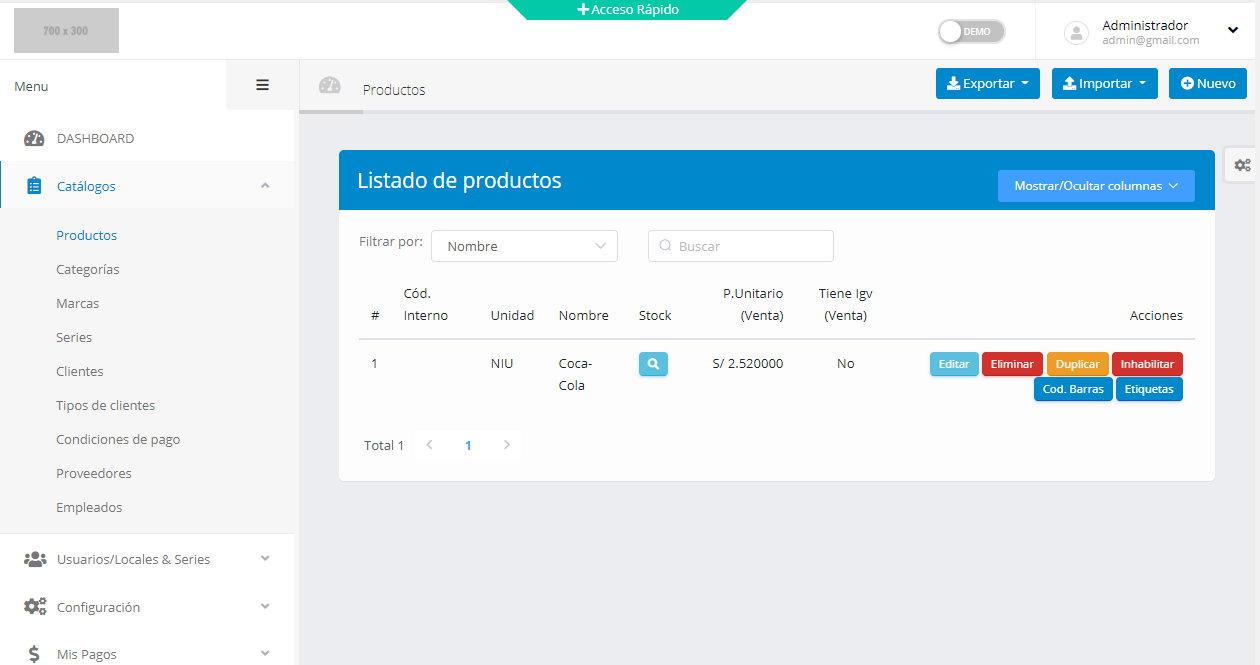 Acceso Rápido
700 x 300
DEMO
Administrador
admin@gmail.com
Menu
Productos
Exportar
Importar
Nuevo
DASHBOARD
Catálogos
Productos
Categorías
Marcas
Series
Clientes
Tipos de clientes
Condiciones de pago
Proveedores
Empleados
Usuarios/Locales & Series
Configuración
Mis Pagos
Listado de productos
Mostrar/Ocultar columnas
Filtrar por:
Nombre
Buscar
# Cód. Interno Unidad Nombre Stock P.Unitario (Venta) Tiene Igv (Venta) Acciones
1 NIU Coca-Cola S/ 2.520000 No Editar Eliminar Duplicar Inhabilitar
Cod. Barras Etiquetas
Total 1 1